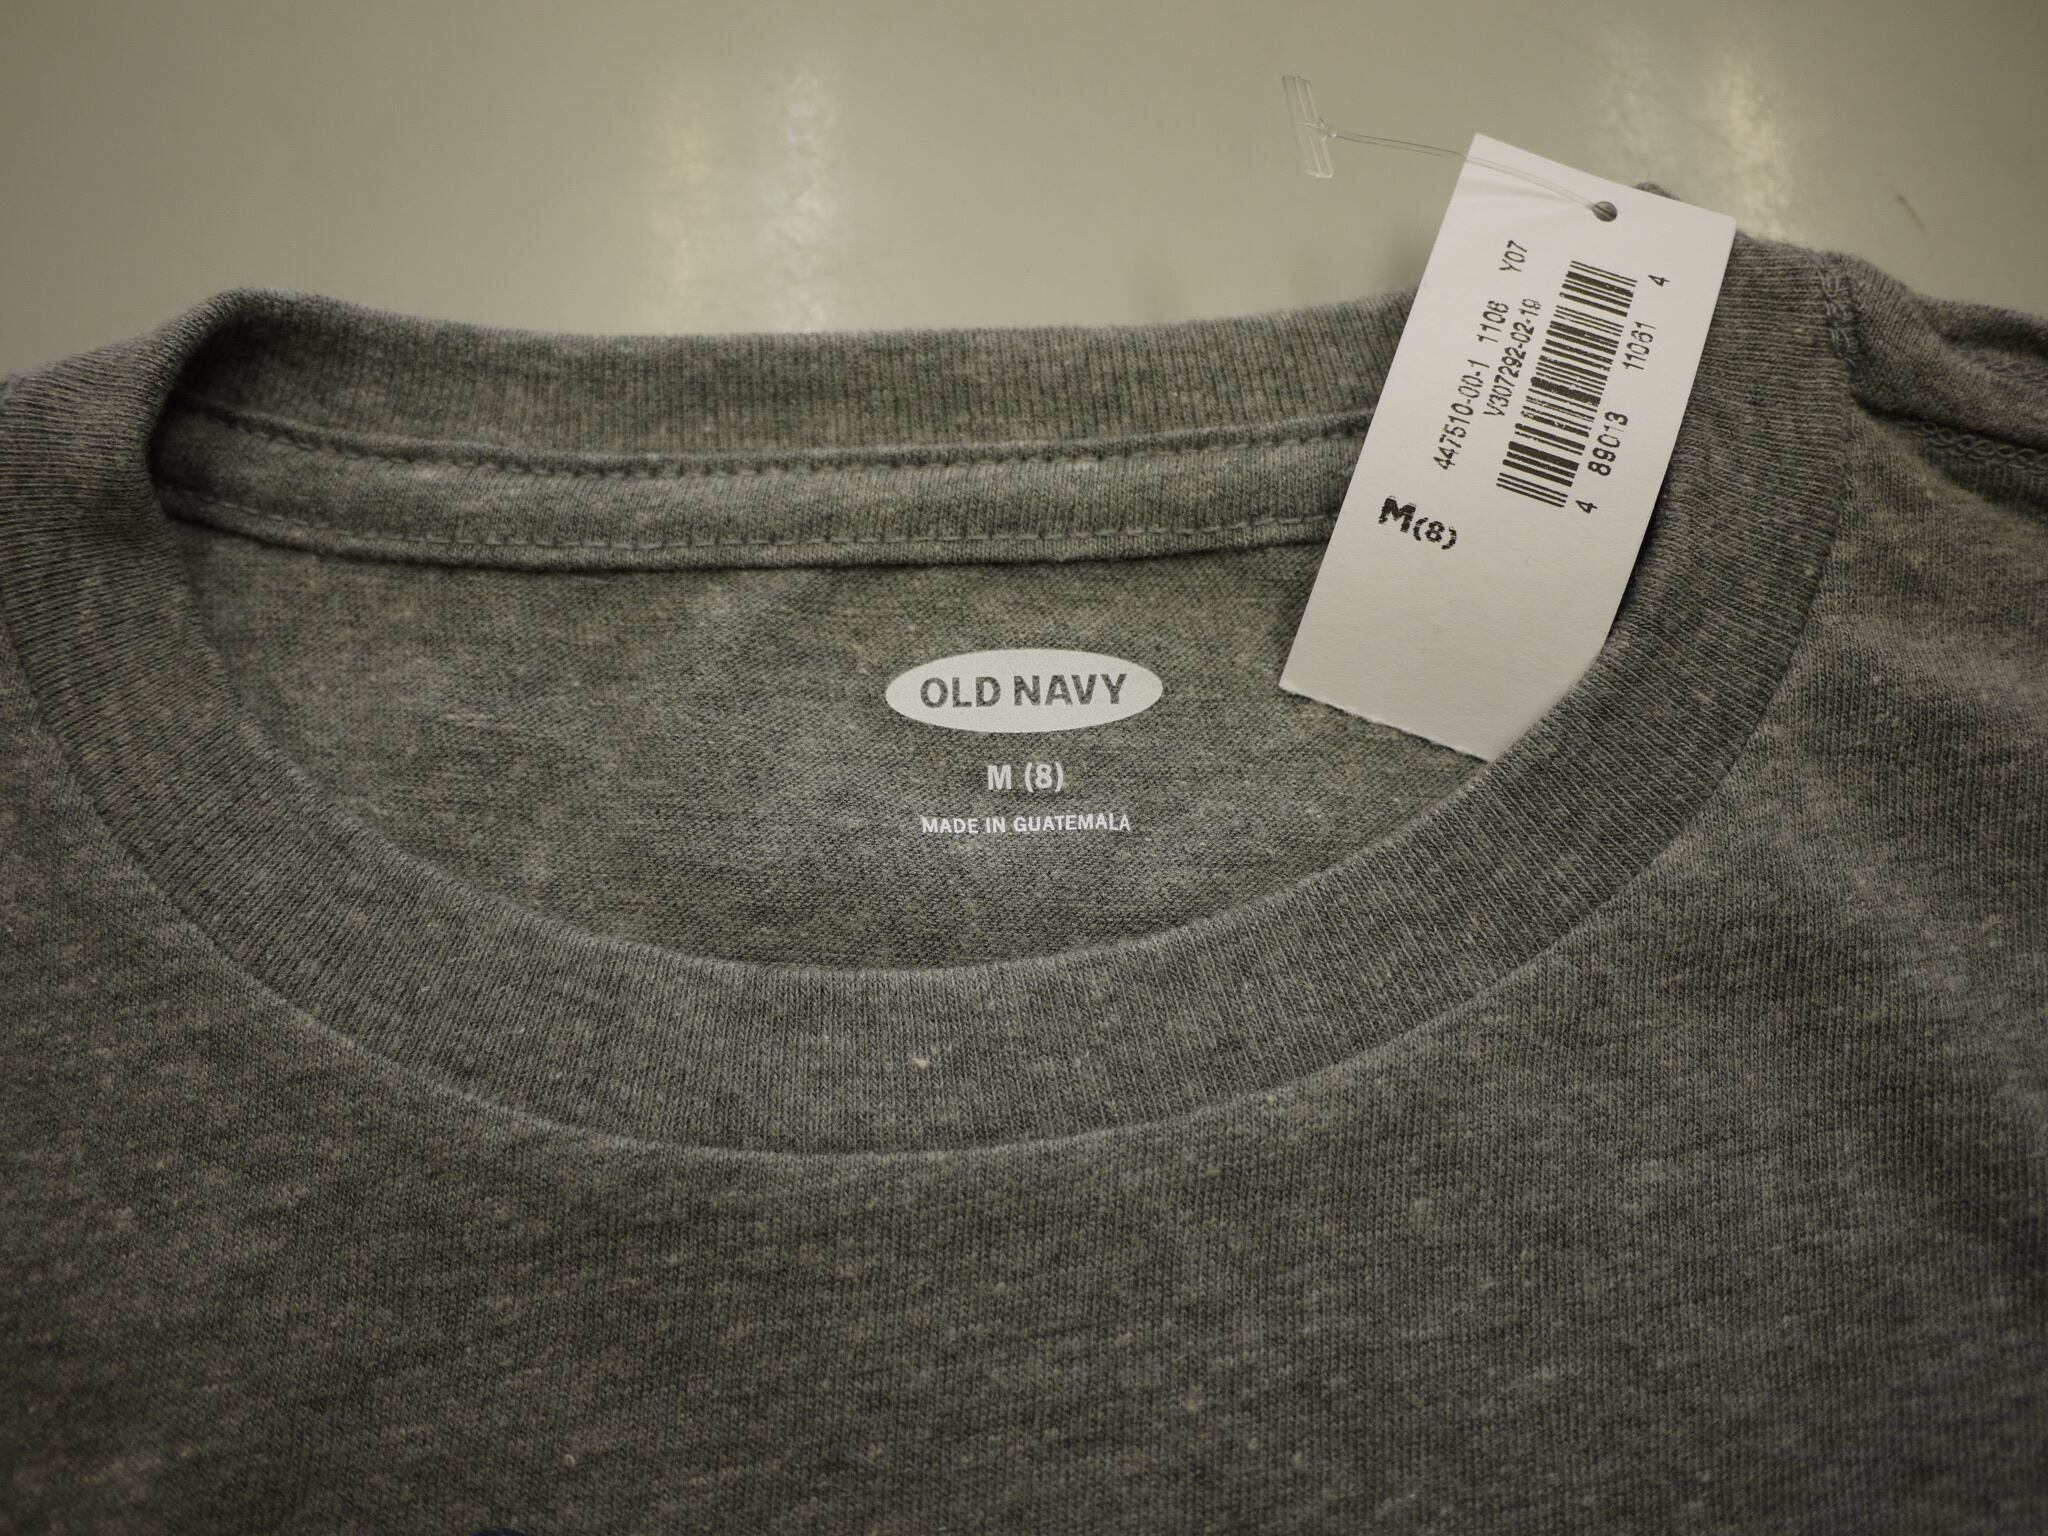 Y07
447510-00-1 1106
V307292-02-19
4 89013 11061 4
M(8)
OLD NAVY
M (8)
MADE IN GUATEMALA